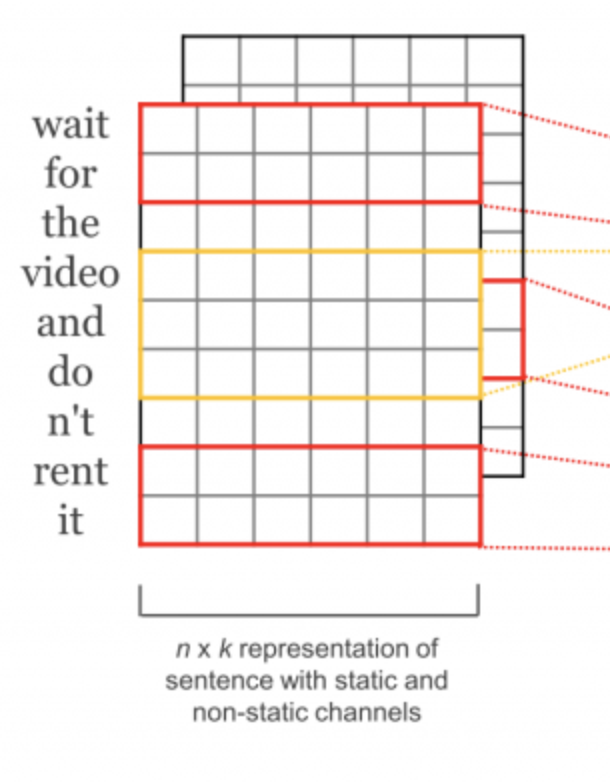 wait
for
the
video
and
do
n't
rent
it
n x k representation of
sentence with static and
non-static channels